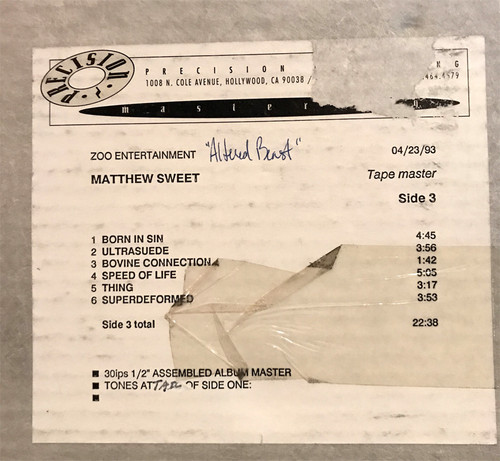 PRECISION
PRECISION
1008 N. COLE AVENUE, HOLLYWOOD, CA 90038 /
master
ZOO ENTERTAINMENT "Altered Beast" 04/23/93
MATTHEW SWEET Tape master
Side 3
1 BORN IN SIN 4:45
2 ULTRASUEDE 3:56
3 BOVINE CONNECTION 1:42
4 SPEED OF LIFE 5:05
5 THING 3:17
6 SUPERDEFORMED 3:53
Side 3 total 22:38
30ips 1/2" ASSEMBLED ALBUM MASTER
TONES AT OF SIDE ONE: